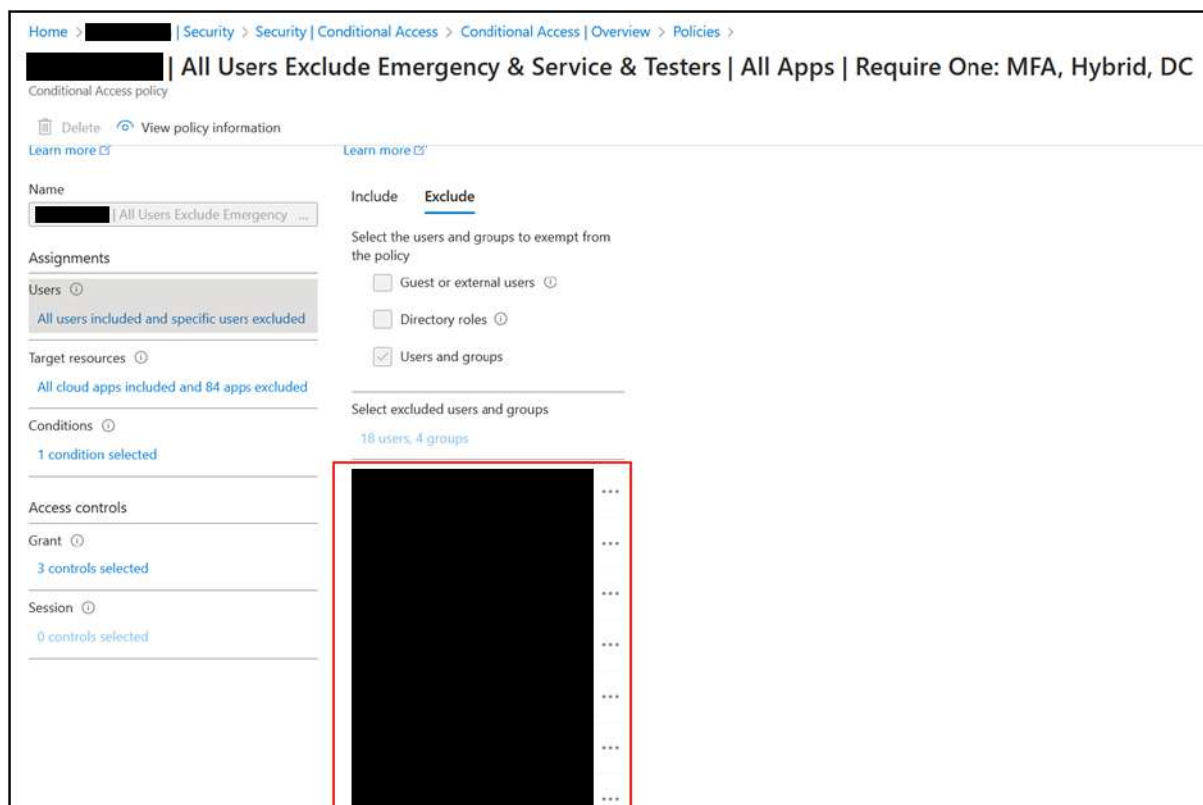 Home > | Security > Security | Conditional Access > Conditional Access | Overview > Policies >
| All Users Exclude Emergency & Service & Testers | All Apps | Require One: MFA, Hybrid, DC
Conditional Access policy
Delete View policy information
Learn more
Name
| All Users Exclude Emergency ...
Assignments
Users
All users included and specific users excluded
Target resources
All cloud apps included and 84 apps excluded
Conditions
1 condition selected
Access controls
Grant
3 controls selected
Session
0 controls selected
Learn more
Include Exclude
Select the users and groups to exempt from
the policy
Guest or external users
Directory roles
Users and groups
Select excluded users and groups
18 users, 4 groups